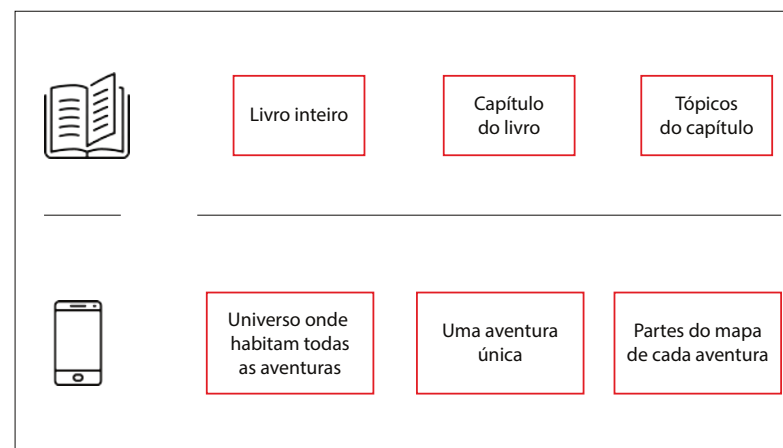 Livro inteiro
Capítulo
do livro
Tópicos
do capítulo
Universo onde
habitam todas
as aventuras
Uma aventura
única
Partes do mapa
de cada aventura